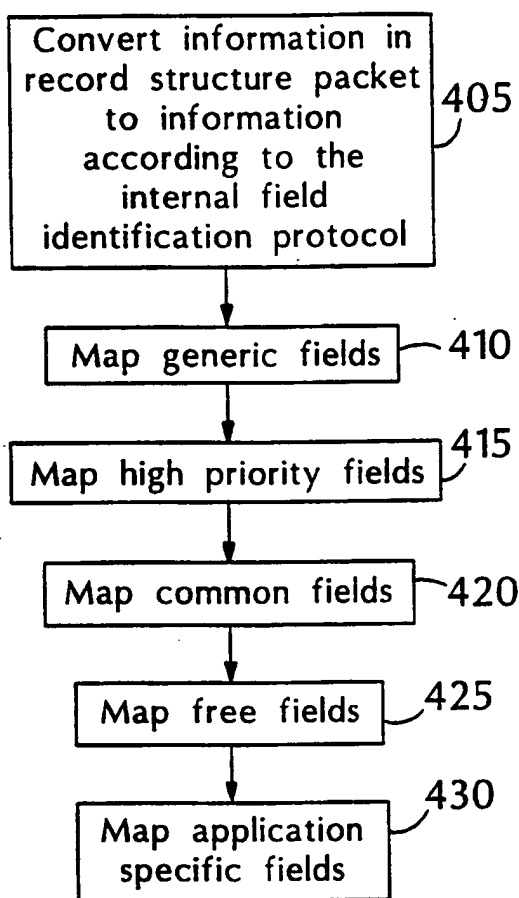 Convert information in
record structure packet
to information
according to the
internal field
identification protocol
405
Map generic fields
410
Map high priority fields
415
Map common fields
420
Map free fields
425
Map application
specific fields
430